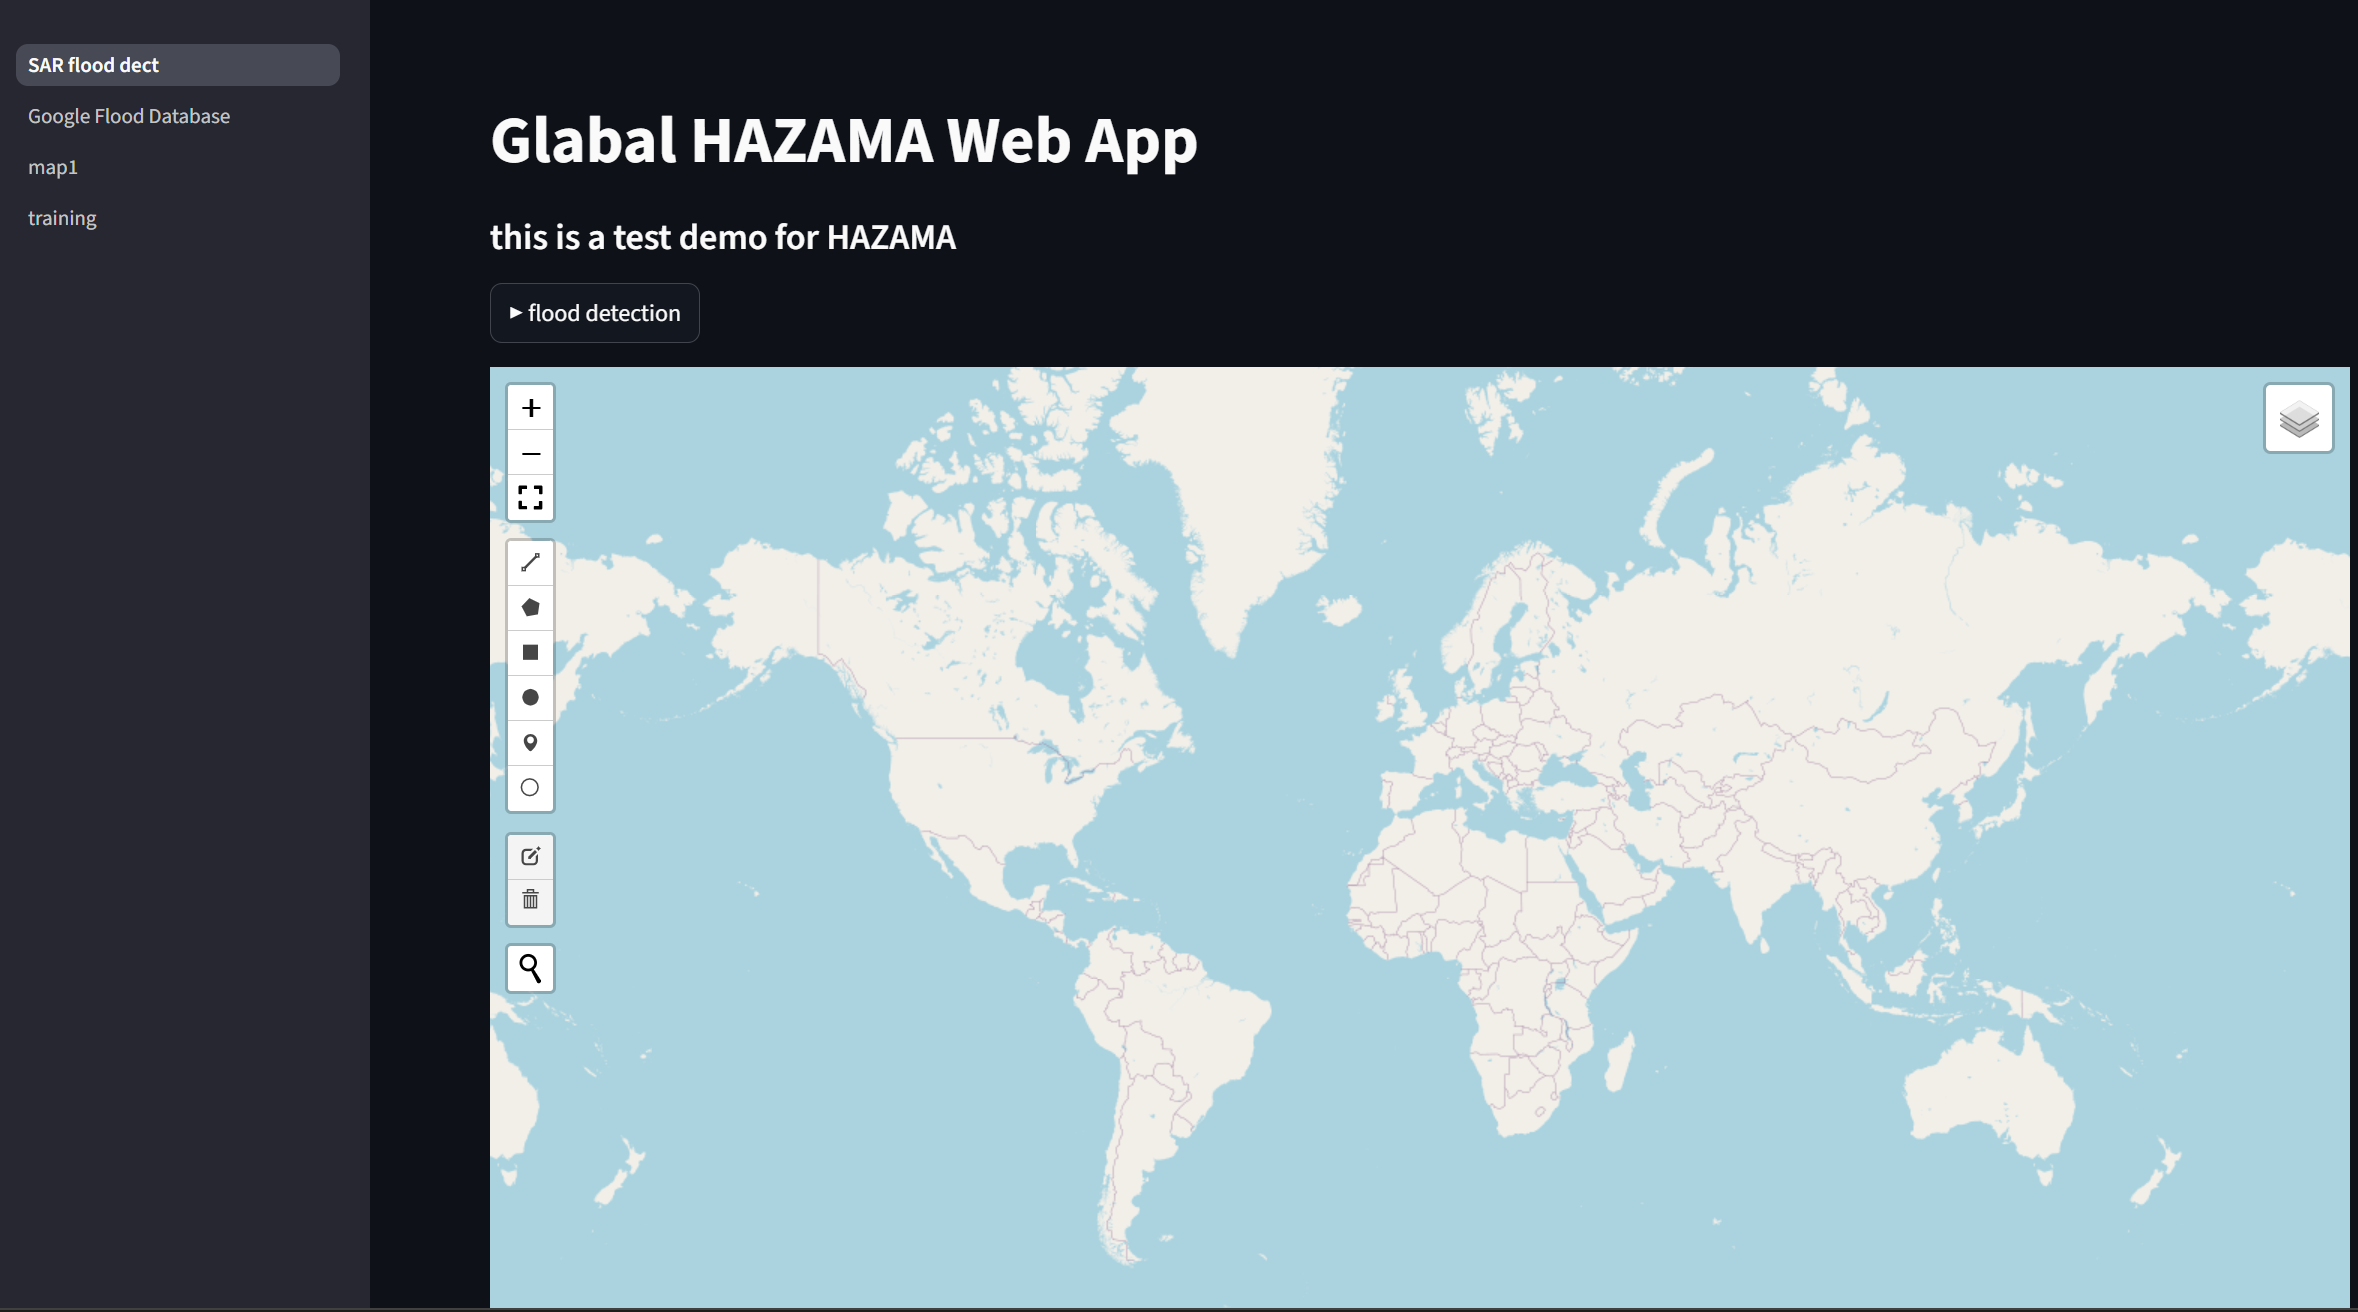 SAR flood dect
Google Flood Database
map1
training
Glabal HAZAMA Web App
this is a test demo for HAZAMA
▶ flood detection